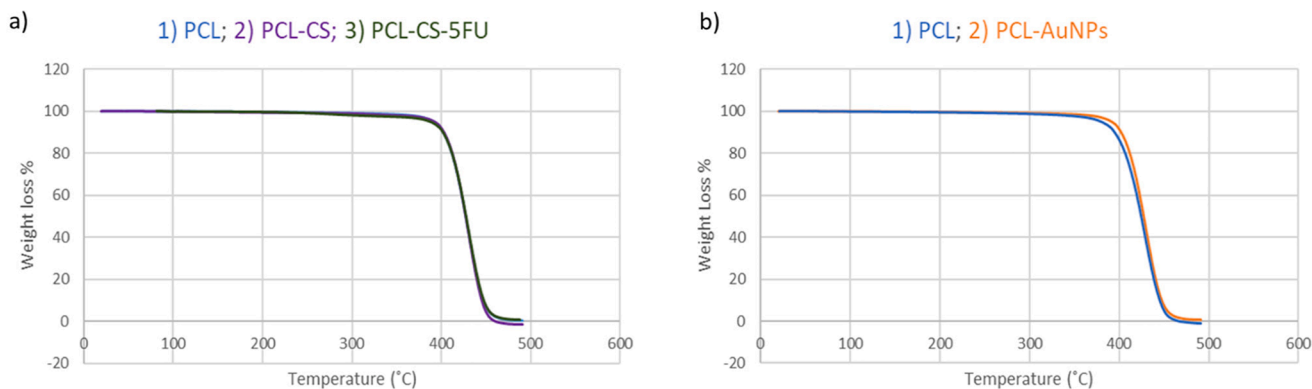 a)
1) PCL; 2) PCL-CS; 3) PCL-CS-5FU
120
100
80
60
40
20
0
-20
0 100 200 300 400 500 600
Weight loss %
Temperature (˚C)
b)
1) PCL; 2) PCL-AuNPs
120
100
80
60
40
20
0
-20
0 100 200 300 400 500 600
Weight Loss %
Temperature (˚C)